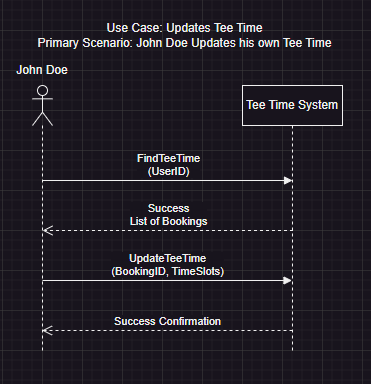 Use Case: Updates Tee Time
Primary Scenario: John Doe Updates his own Tee Time
John Doe
Tee Time System
FindTeeTime
(UserID)
Success
List of Bookings
UpdateTeeTime
(BookingID, TimeSlots)
Success Confirmation